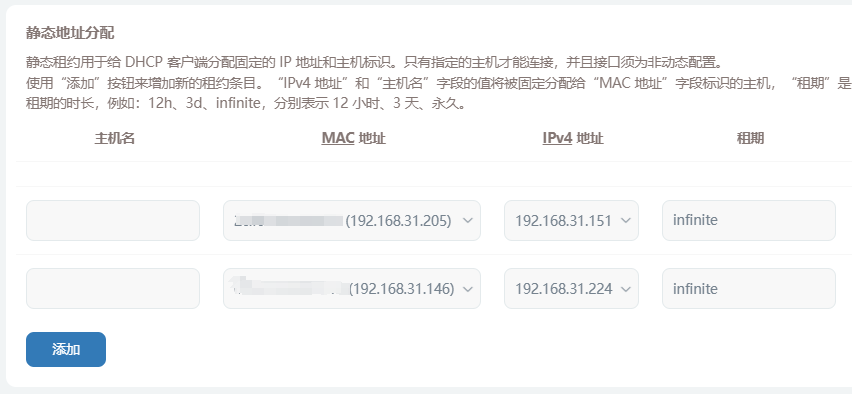 静态地址分配
静态租约用于给 DHCP 客户端分配固定的 IP 地址和主机标识。只有指定的主机才能连接，并且接口须为非动态配置。
使用“添加”按钮来增加新的租约条目。“IPv4 地址”和“主机名”字段的值将被固定分配给“MAC 地址”字段标识的主机，“租期”是
租期的时长，例如：12h、3d、infinite，分别表示 12 小时、3 天、永久。
主机名 MAC 地址 IPv4 地址 租期
(192.168.31.205) 192.168.31.151 infinite
(192.168.31.146) 192.168.31.224 infinite
添加